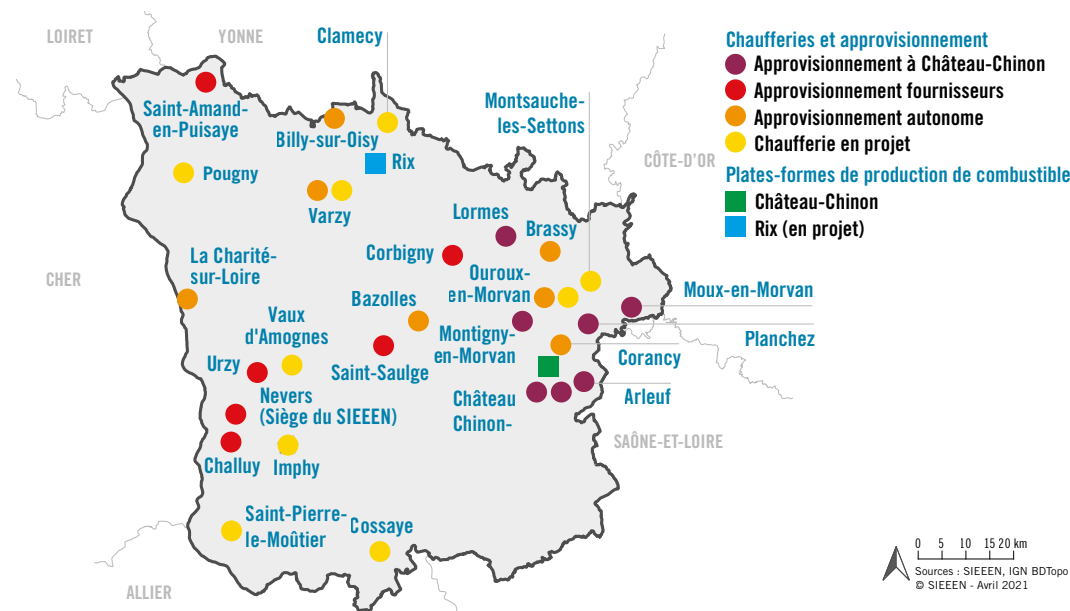 LOIRET
YONNE
Clamecy
Chaufferies et approvisionnement
Approvisionnement à Château-Chinon
Approvisionnement fournisseurs
Approvisionnement autonome
Chaufferie en projet
Plates-formes de production de combustible
Château-Chinon
Rix (en projet)
Saint-Amand-
en-Puisaye
Billy-sur-Oisy
Montsauche-
les-Settons
CÔTE-D'OR
Rix
Pougny
Varzy
Lormes
Brassy
Corbigny
La Charité-
sur-Loire
CHER
Ouroux-
en-Morvan
Moux-en-Morvan
Bazolles
Vaux
d'Amognes
Montigny-
en-Morvan
Planchez
Corancy
Urzy
Saint-Saulge
Arleuf
Nevers
(Siège du SIEEEN)
Château
Chinon-
SAÔNE-ET-LOIRE
Challuy
Imphy
Saint-Pierre-
le-Moûtier
Cossaye
ALLIER
0 5 10 15 20 km
Sources : SIEEEN, IGN BDTopo
© SIEEEN - Avril 2021